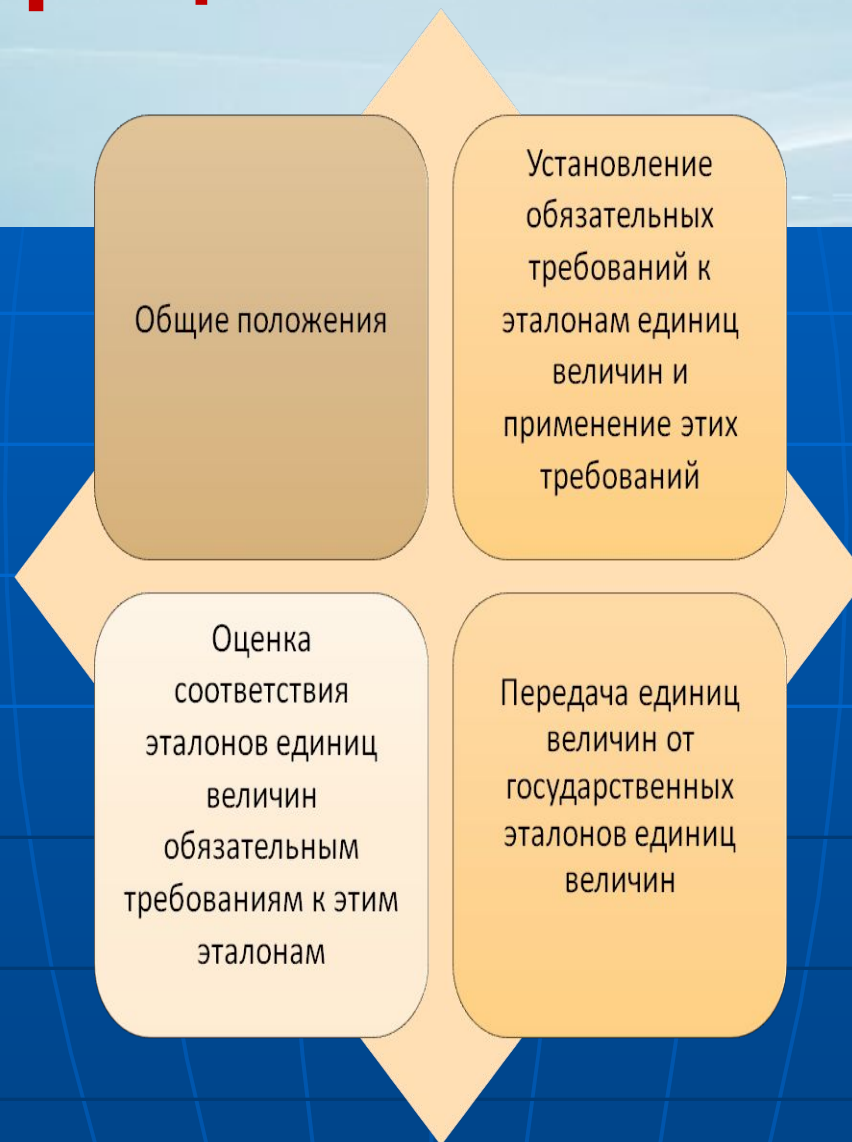 Общие положения
Установление
обязательных
требований к
эталонам единиц
величин и
применение этих
требований
Оценка
соответствия
эталонов единиц
величин
обязательным
требованиям к этим
эталонам
Передача единиц
величин от
государственных
эталонов единиц
величин